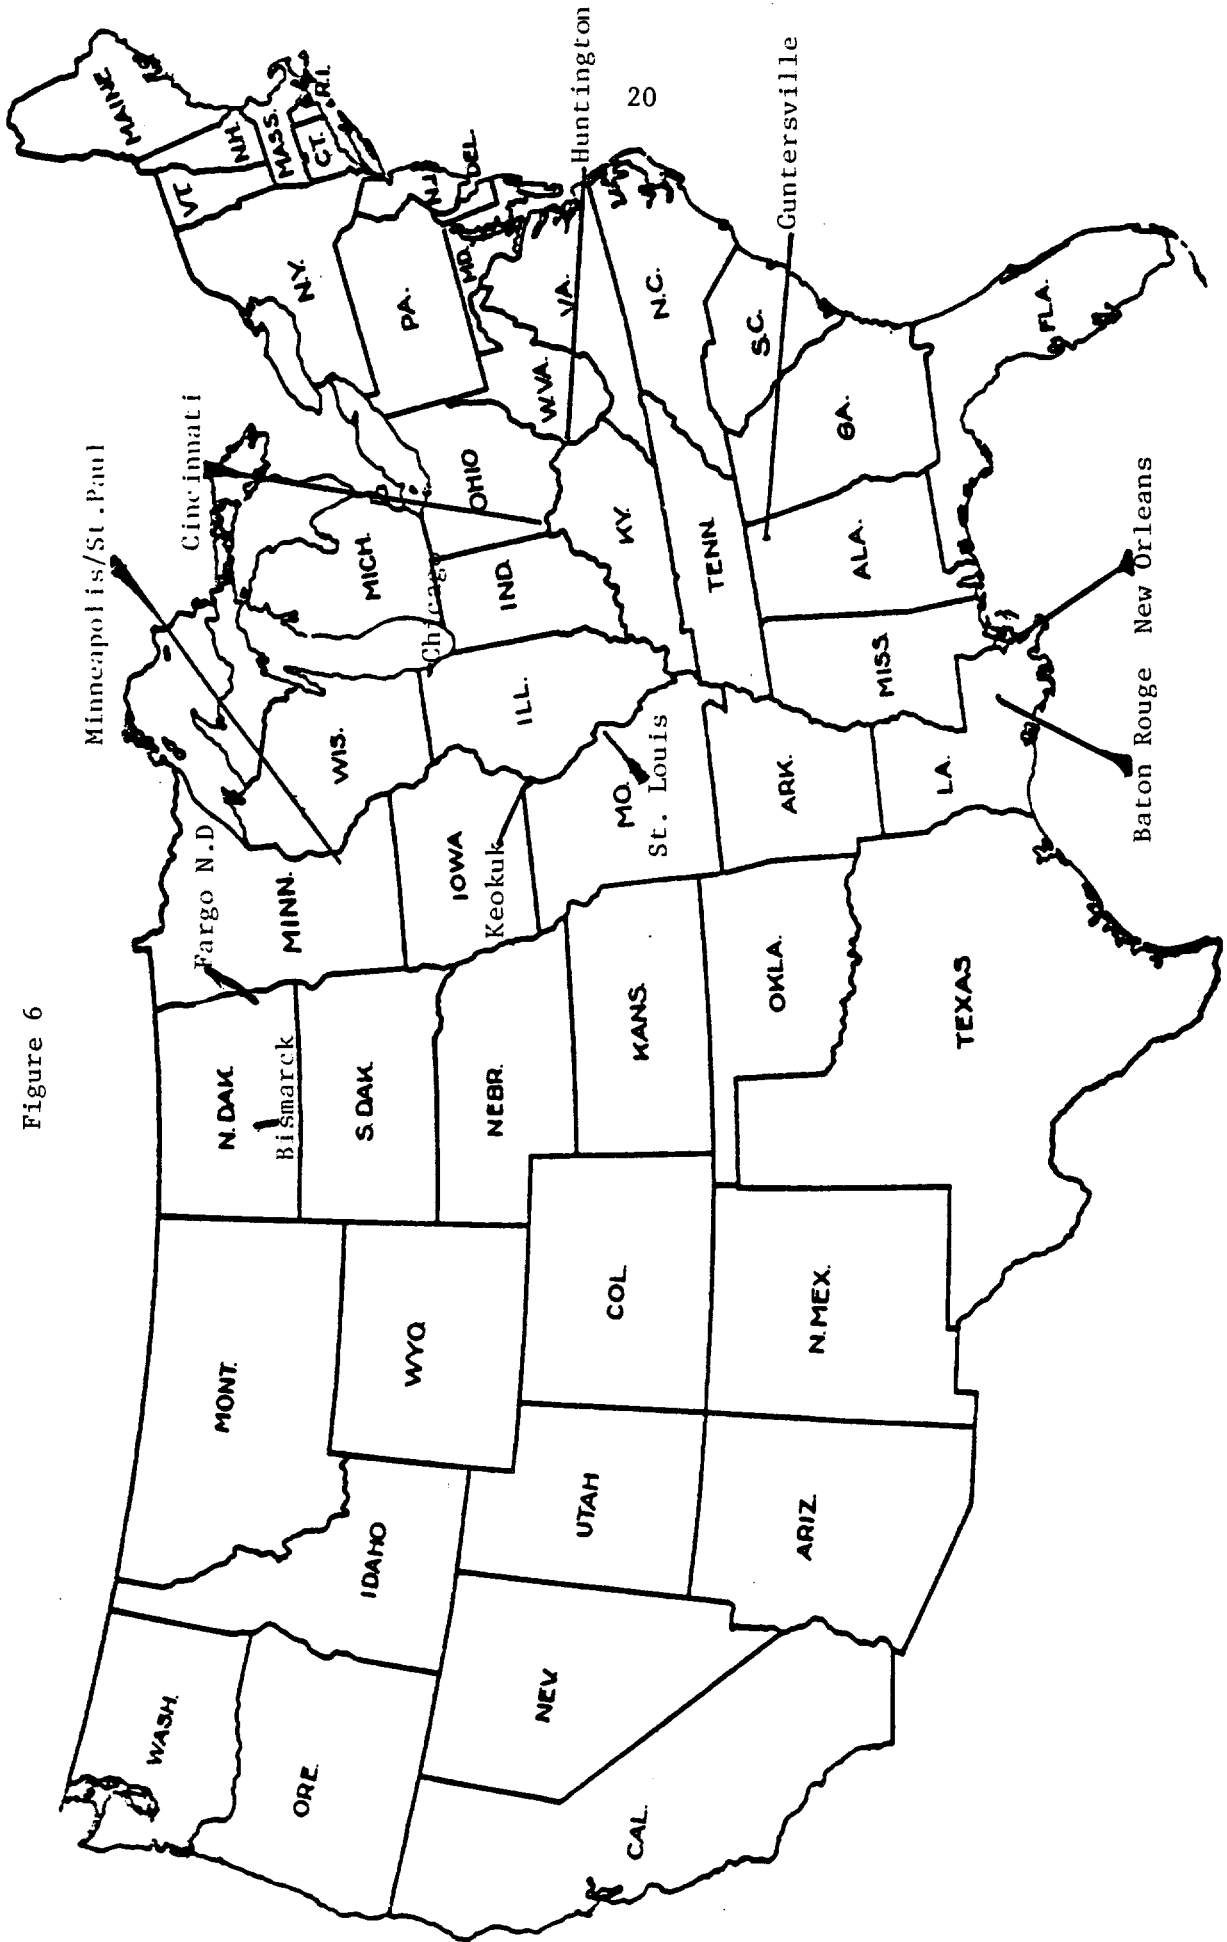 Figure 6
Minneapolis/St.Paul
Cincinnati
Fargo N.D
Bismarck
Chicago
Keokuk
St. Louis
Huntington
20
Guntersville
Baton Rouge
New Orleans
WASH.
ORE.
CAL.
NEV.
IDAHO
MONT.
WYO.
UTAH
ARIZ.
COL.
N.MEX.
N.DAK.
S.DAK.
NEBR.
KANS.
OKLA.
TEXAS
MINN.
IOWA
MO.
ARK.
LA.
WIS.
ILL.
MICH.
IND.
OHIO
KY.
TENN.
MISS.
ALA.
GA.
FLA.
S.C.
N.C.
VA.
W.VA.
MD.
DEL.
PA.
N.J.
N.Y.
VT.
N.H.
MAINE
MASS.
CT.
R.I.